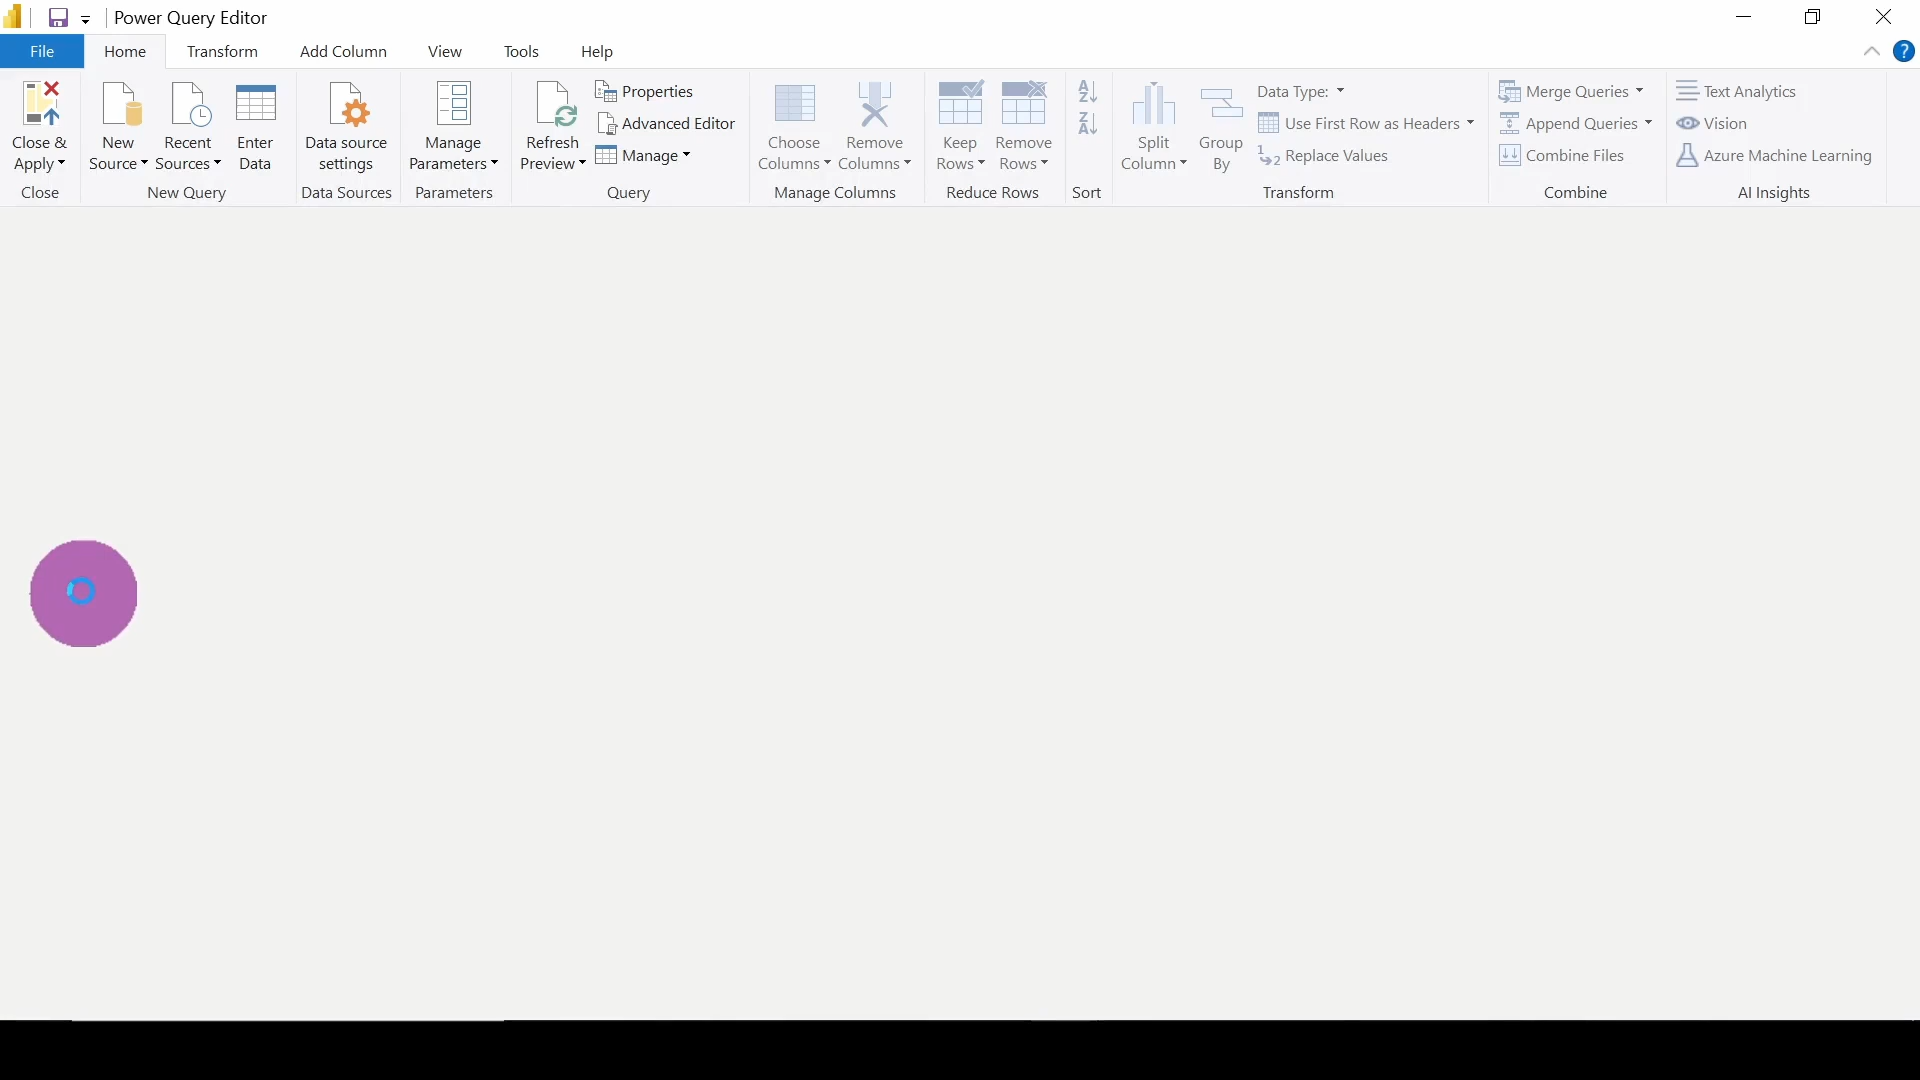 Power Query Editor
File
Home
Transform
Add Column
View
Tools
Help
?
Close &
Apply
Close
New
Source
Recent
Sources
Enter
Data
New Query
Data source
settings
Data Sources
Manage
Parameters
Parameters
Refresh
Preview
Properties
Advanced Editor
Manage
Query
Choose
Columns
Remove
Columns
Manage Columns
Keep
Rows
Remove
Rows
Reduce Rows
A
Z
Z
A
Sort
Split
Column
Group
By
Data Type:
Use First Row as Headers
1
2
Replace Values
Transform
Merge Queries
Append Queries
Combine Files
Combine
Text Analytics
Vision
Azure Machine Learning
AI Insights